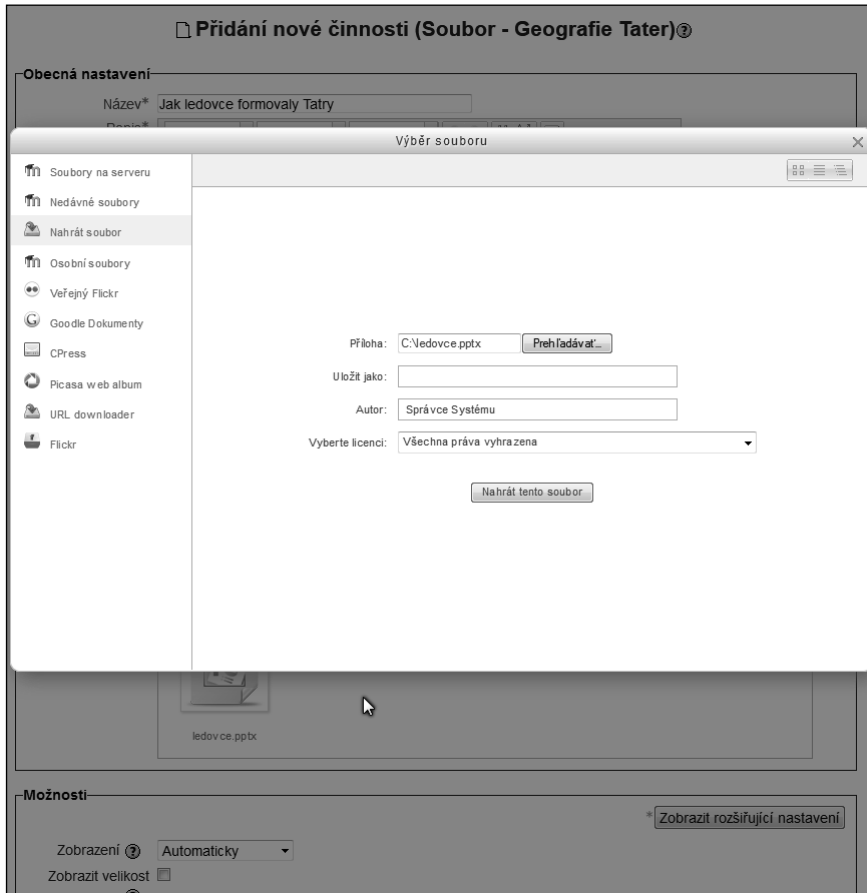 Přidání nové činnosti (Soubor - Geografie Tater)
Obecná nastavení
Název* Jak ledovce formovaly Tatry
Popis*
Výběr souboru
Soubory na serveru
Nedávné soubory
Nahrát soubor
Osobní soubory
Veřejný Flickr
Goodle Dokumenty
CPress
Picasa web album
URL downloader
Flickr
Příloha: C:\ledovce.pptx Prehľadávať...
Uložit jako:
Autor: Správce Systému
Vyberte licenci: Všechna práva vyhrazena
Nahrát tento soubor
ledovce.pptx
Možnosti
* Zobrazit rozšiřující nastavení
Zobrazení Automaticky
Zobrazit velikost